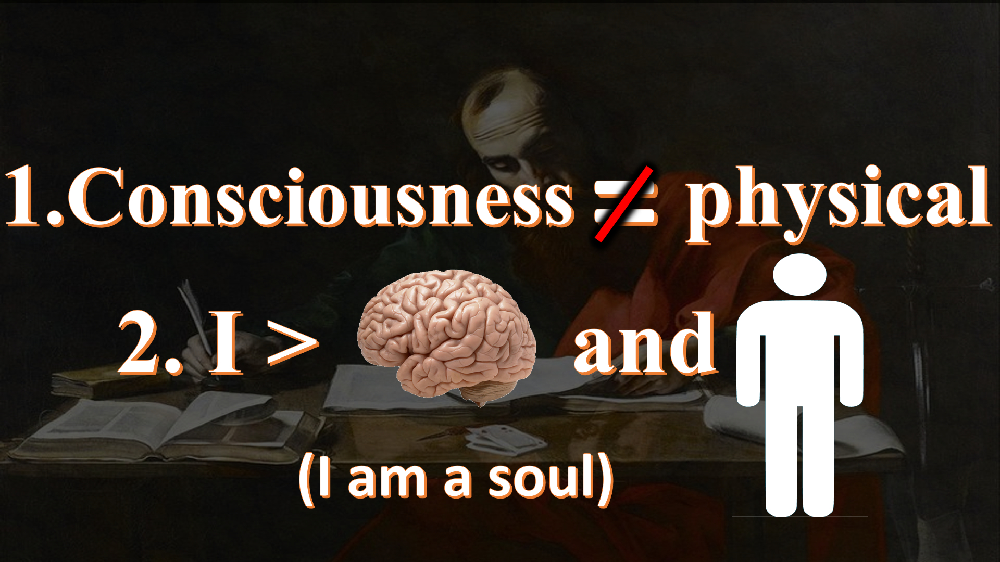 1.Consciousness ≠ physical
2. I > and
(I am a soul)